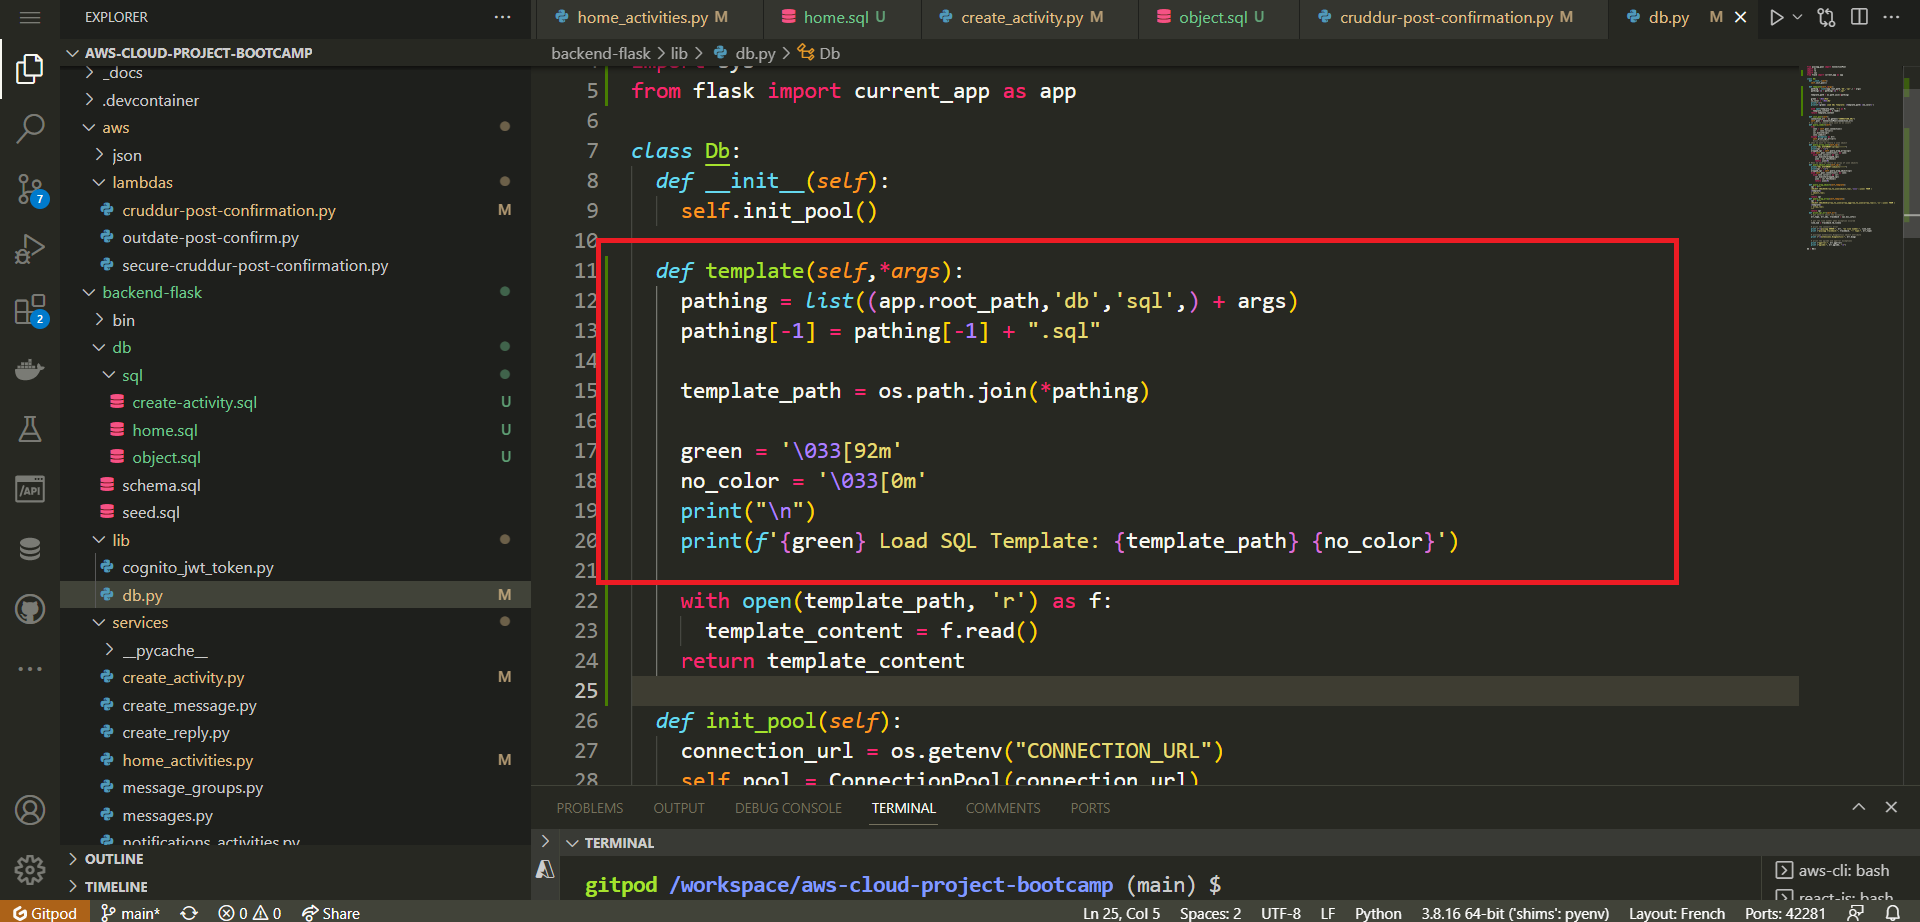 EXPLORER
AWS-CLOUD-PROJECT-BOOTCAMP
_docs
.devcontainer
aws
json
lambdas
cruddur-post-confirmation.py M
outdate-post-confirm.py
secure-cruddur-post-confirmation.py
backend-flask
bin
db
sql
create-activity.sql U
home.sql U
object.sql U
schema.sql
seed.sql
lib
cognito_jwt_token.py
db.py M
services
__pycache__
create_activity.py M
create_message.py
create_reply.py
home_activities.py M
message_groups.py
messages.py
notifications_activities.py
OUTLINE
TIMELINE
7
2
/API
home_activities.py M
home.sql U
create_activity.py M
object.sql U
cruddur-post-confirmation.py M
db.py M
backend-flask > lib > db.py > Db
import sys
5 from flask import current_app as app
6
7 class Db:
8 def __init__(self):
9 self.init_pool()
10
11 def template(self,*args):
12 pathing = list((app.root_path,'db','sql',) + args)
13 pathing[-1] = pathing[-1] + ".sql"
14
15 template_path = os.path.join(*pathing)
16
17 green = '\033[92m'
18 no_color = '\033[0m'
19 print("\n")
20 print(f'{green} Load SQL Template: {template_path} {no_color}')
21
22 with open(template_path, 'r') as f:
23 template_content = f.read()
24 return template_content
25
26 def init_pool(self):
27 connection_url = os.getenv("CONNECTION_URL")
28 self.pool = ConnectionPool(connection_url)
PROBLEMS OUTPUT DEBUG CONSOLE TERMINAL COMMENTS PORTS
TERMINAL
gitpod /workspace/aws-cloud-project-bootcamp (main) $
aws-cli: bash
react-js: bash
Gitpod main* 0 0 Share Ln 25, Col 5 Spaces: 2 UTF-8 LF Python 3.8.16 64-bit ('shims': pyenv) Layout: French Ports: 42281